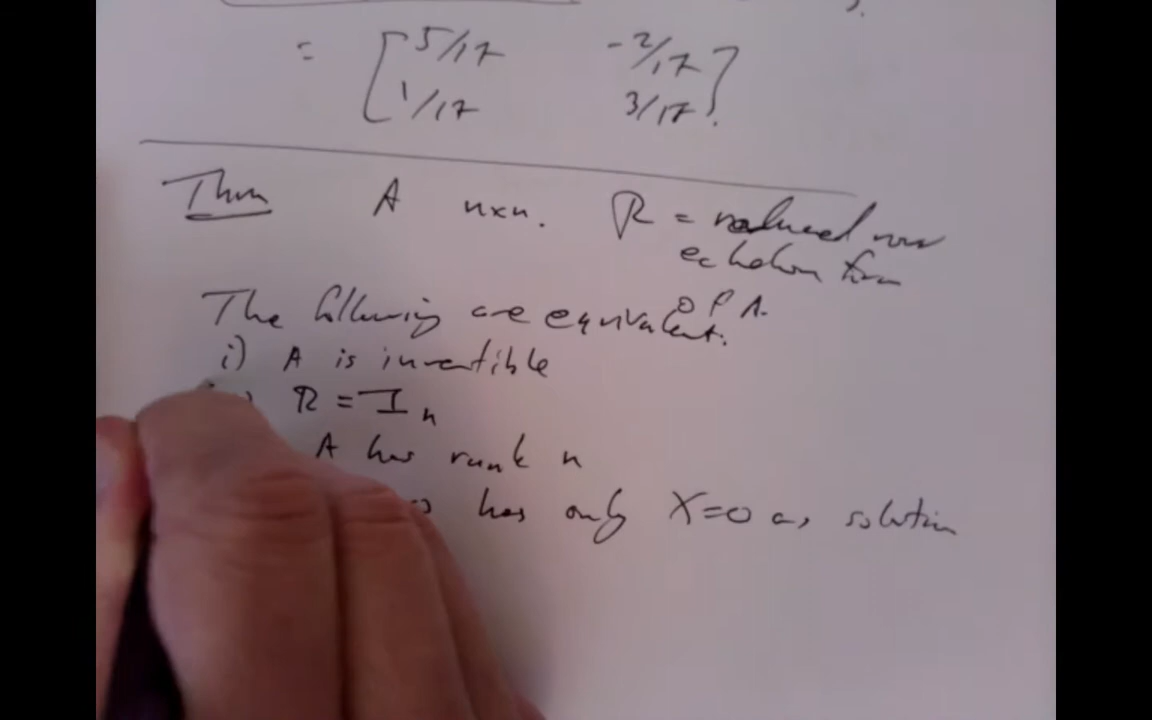 = [ 5/17 -2/17 ]
[ 1/17 3/17 ].
Thm A n×n. R = reduced row
echelon form
of A.
The following are equivalent:
i) A is invertible
R = Iₙ
A has rank n
has only X=0 as solution